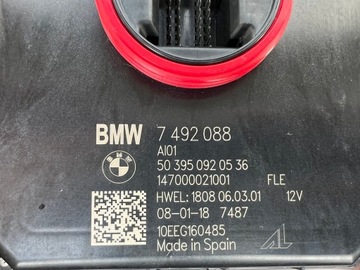 BMW 7 492 088
AI01
50 395 092 05 36
147000021001 FLE
HWEL: 1808 06.03.01 12V
08-01-18 7487
10EEG160485
Made in Spain AL